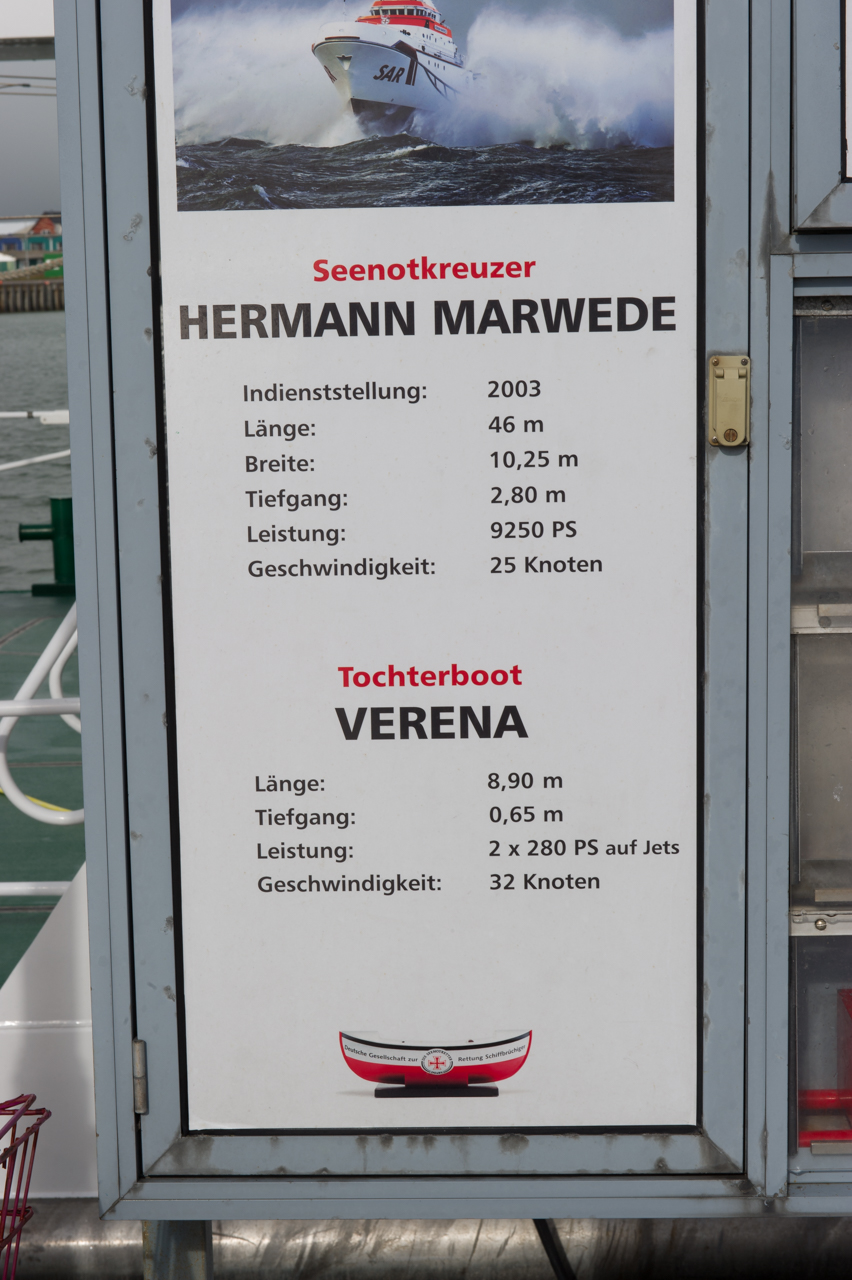 SAR
Seenotkreuzer
HERMANN MARWEDE
Indienststellung: 2003
Länge: 46 m
Breite: 10,25 m
Tiefgang: 2,80 m
Leistung: 9250 PS
Geschwindigkeit: 25 Knoten
Tochterboot
VERENA
Länge: 8,90 m
Tiefgang: 0,65 m
Leistung: 2 x 280 PS auf Jets
Geschwindigkeit: 32 Knoten
Deutsche Gesellschaft zur Rettung Schiffbrüchiger